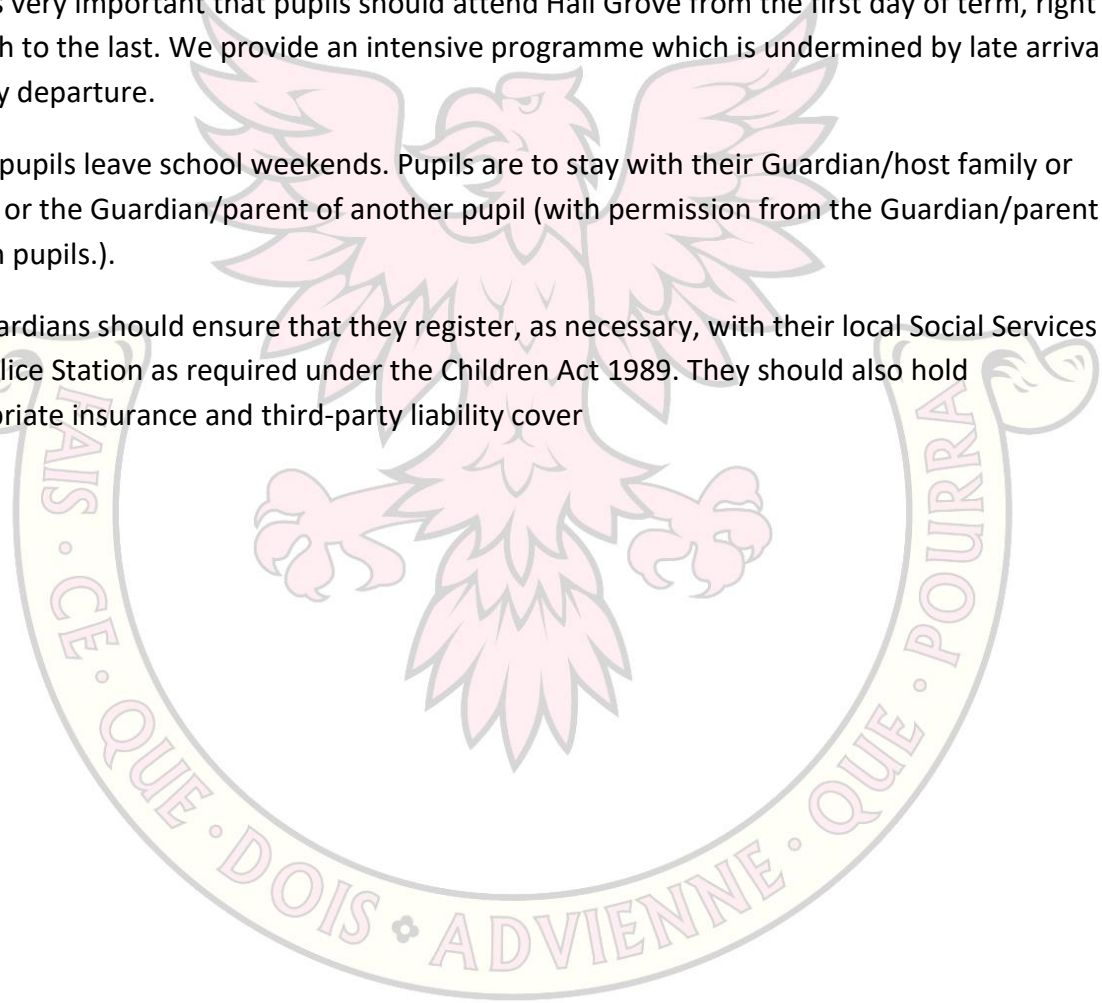 s very important that pupils should attend Hall Grove from the first day of term, right
h to the last. We provide an intensive programme which is undermined by late arriva
y departure.
pupils leave school weekends. Pupils are to stay with their Guardian/host family or
or the Guardian/parent of another pupil (with permission from the Guardian/parent
n pupils.).
ardians should ensure that they register, as necessary, with their local Social Services
lice Station as required under the Children Act 1989. They should also hold
priate insurance and third-party liability cover
FAIS · CE · QUE · DOIS ADVIENNE · QUE · POURRA